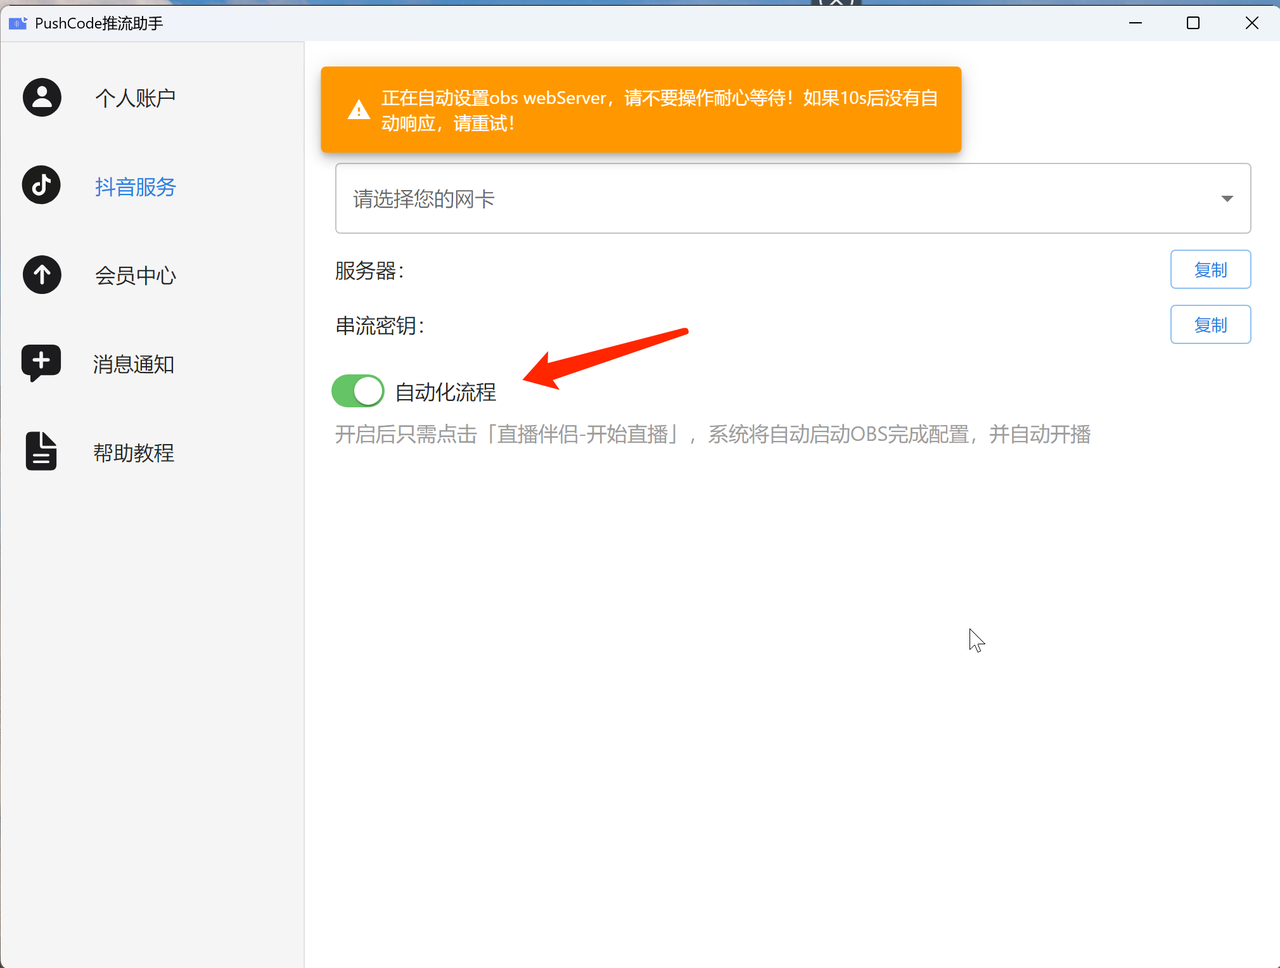 PushCode推流助手
个人账户
抖音服务
会员中心
消息通知
帮助教程
正在自动设置obs webServer，请不要操作耐心等待！如果10s后没有自
动响应，请重试！
请选择您的网卡
服务器：
复制
串流密钥：
复制
自动化流程
开启后只需点击「直播伴侣-开始直播」，系统将自动启动OBS完成配置，并自动开播